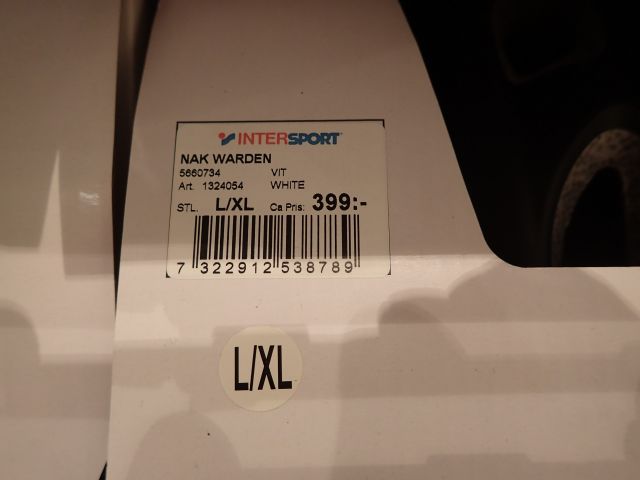 INTERSPORT
NAK WARDEN
5660734 VIT
Art. 1324054 WHITE
STL. L/XL Ca Pris: 399:-
7 322912 538789
L/XL